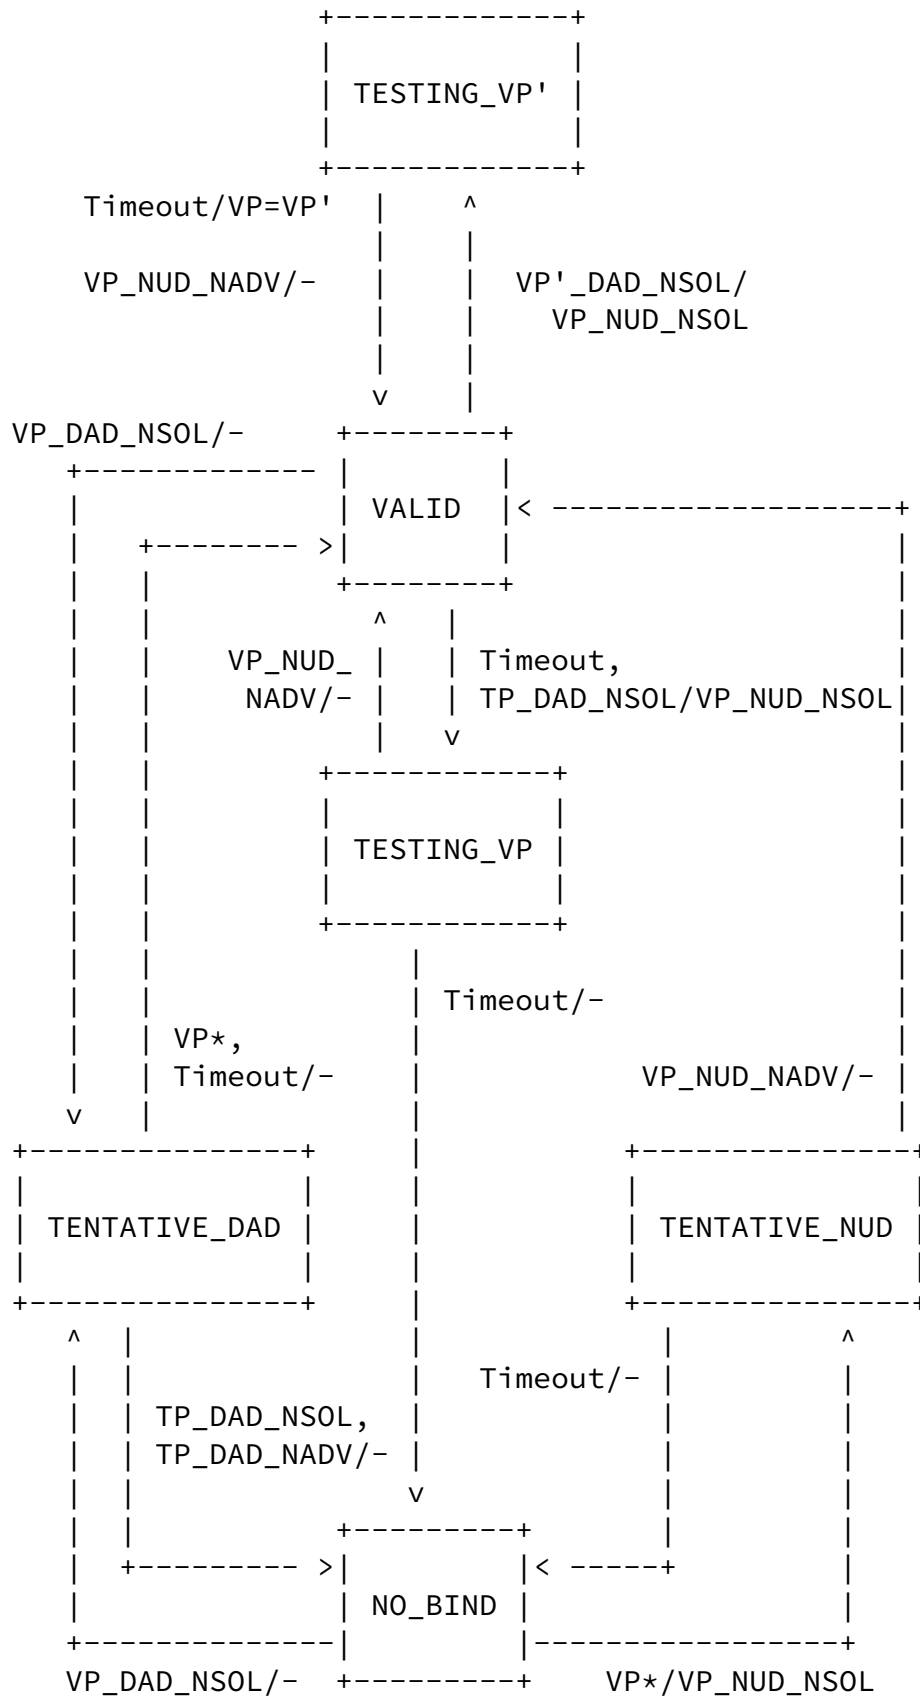 TESTING_VP'
Timeout/VP=VP'
VP_NUD_NADV/- VP'_DAD_NSOL/
VP_NUD_NSOL
VP_DAD_NSOL/-
VALID
VP_NUD_ Timeout,
NADV/- TP_DAD_NSOL/VP_NUD_NSOL
TESTING_VP
Timeout/-
VP*,
Timeout/- VP_NUD_NADV/-
TENTATIVE_DAD TENTATIVE_NUD
Timeout/-
TP_DAD_NSOL,
TP_DAD_NADV/-
NO_BIND
VP_DAD_NSOL/- VP*/VP_NUD_NSOL